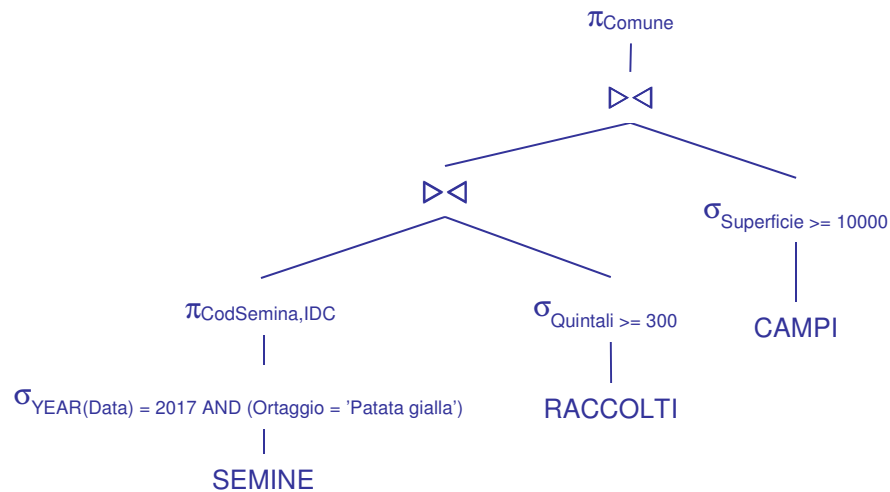 πComune
▷◁
▷◁
σSuperficie >= 10000
πCodSemina,IDC
σQuintali >= 300
CAMPI
σYEAR(Data) = 2017 AND (Ortaggio = 'Patata gialla')
RACCOLTI
SEMINE